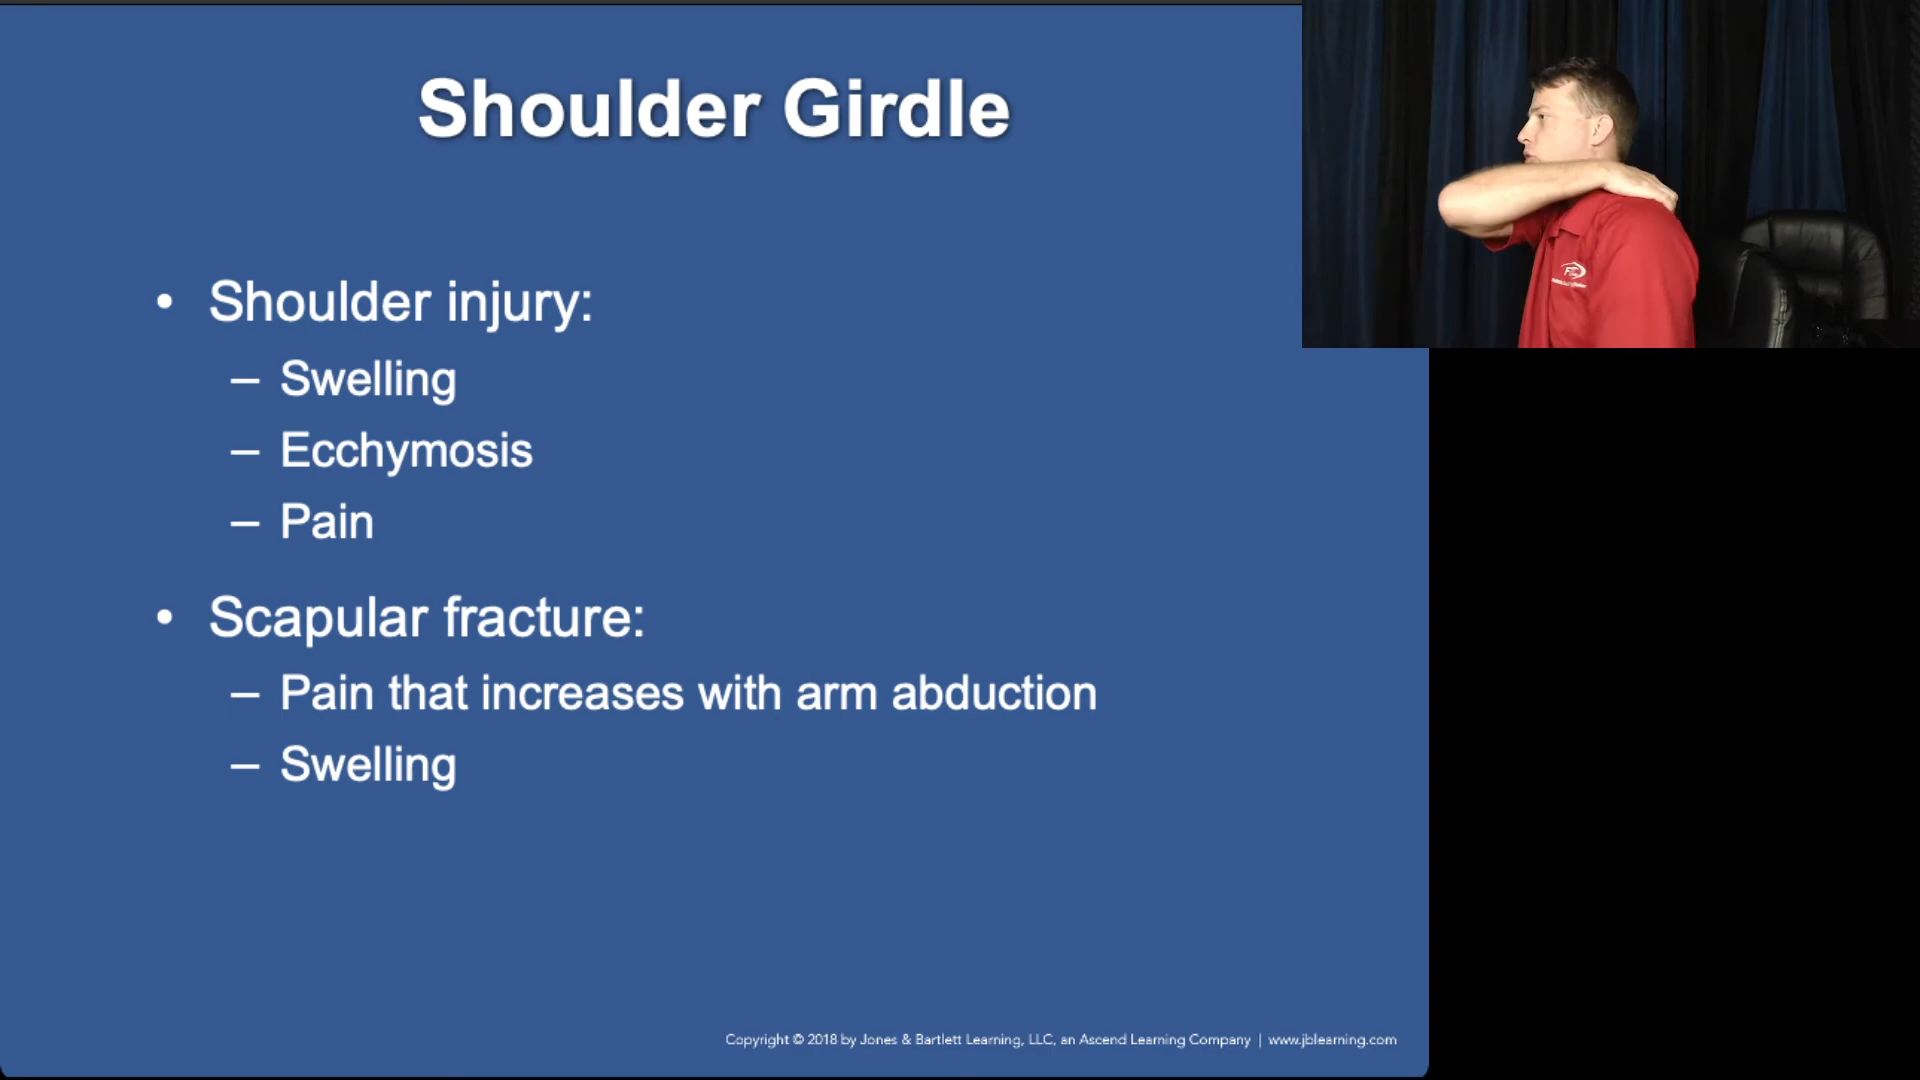 Shoulder Girdle
• Shoulder injury:
– Swelling
– Ecchymosis
– Pain
• Scapular fracture:
– Pain that increases with arm abduction
– Swelling
Copyright © 2018 by Jones & Bartlett Learning, LLC, an Ascend Learning Company | www.jblearning.com